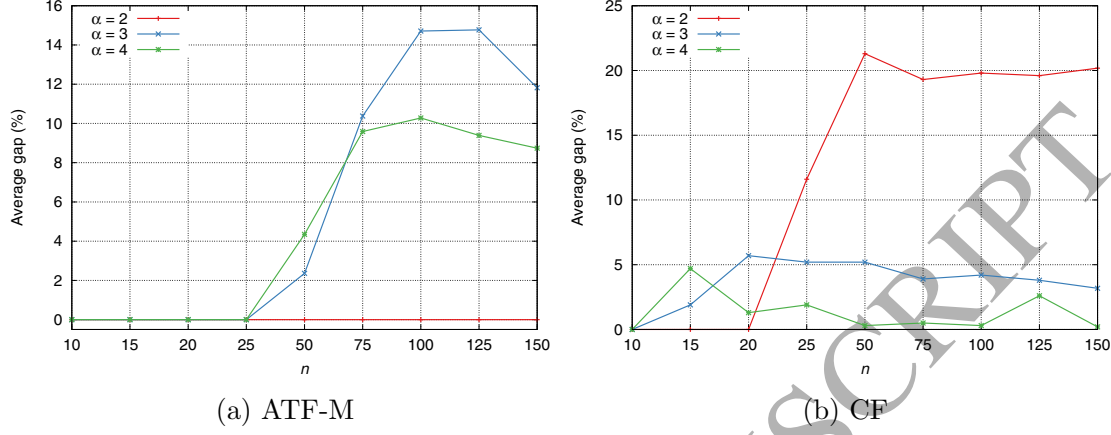 16
14
12
10
8
6
4
2
0
Average gap (%)
α = 2
α = 3
α = 4
10 15 20 25 50 75 100 125 150
n
(a) ATF-M
25
20
15
10
5
0
Average gap (%)
α = 2
α = 3
α = 4
10 15 20 25 50 75 100 125 150
n
(b) CF
SCRIPT